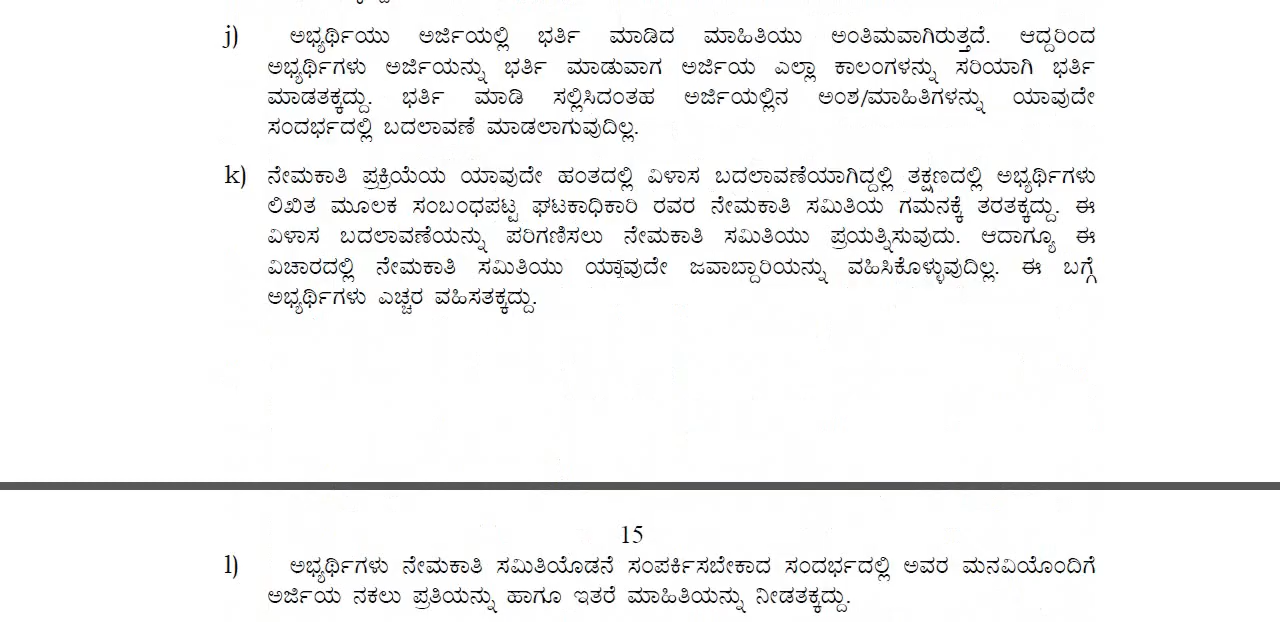 j) ಅಭ್ಯರ್ಥಿಯು ಅರ್ಜಿಯಲ್ಲಿ ಭರ್ತಿ ಮಾಡಿದ ಮಾಹಿತಿಯು ಅಂತಿಮವಾಗಿರುತ್ತದೆ. ಆದ್ದರಿಂದ
ಅಭ್ಯರ್ಥಿಗಳು ಅರ್ಜಿಯನ್ನು ಭರ್ತಿ ಮಾಡುವಾಗ ಅರ್ಜಿಯ ಎಲ್ಲಾ ಕಾಲಂಗಳನ್ನು ಸರಿಯಾಗಿ ಭರ್ತಿ
ಮಾಡತಕ್ಕದ್ದು. ಭರ್ತಿ ಮಾಡಿ ಸಲ್ಲಿಸಿದಂತಹ ಅರ್ಜಿಯಲ್ಲಿನ ಅಂಶ/ಮಾಹಿತಿಗಳನ್ನು ಯಾವುದೇ
ಸಂದರ್ಭದಲ್ಲಿ ಬದಲಾವಣೆ ಮಾಡಲಾಗುವುದಿಲ್ಲ.
k) ನೇಮಕಾತಿ ಪ್ರಕ್ರಿಯೆಯ ಯಾವುದೇ ಹಂತದಲ್ಲಿ ವಿಳಾಸ ಬದಲಾವಣೆಯಾಗಿದ್ದಲ್ಲಿ ತಕ್ಷಣದಲ್ಲಿ ಅಭ್ಯರ್ಥಿಗಳು
ಲಿಖಿತ ಮೂಲಕ ಸಂಬಂಧಪಟ್ಟ ಘಟಕಾಧಿಕಾರಿ ರವರ ನೇಮಕಾತಿ ಸಮಿತಿಯ ಗಮನಕ್ಕೆ ತರತಕ್ಕದ್ದು. ಈ
ವಿಳಾಸ ಬದಲಾವಣೆಯನ್ನು ಪರಿಗಣಿಸಲು ನೇಮಕಾತಿ ಸಮಿತಿಯು ಪ್ರಯತ್ನಿಸುವುದು. ಆದಾಗ್ಯೂ ಈ
ವಿಚಾರದಲ್ಲಿ ನೇಮಕಾತಿ ಸಮಿತಿಯು ಯಾವುದೇ ಜವಾಬ್ದಾರಿಯನ್ನು ವಹಿಸಿಕೊಳ್ಳುವುದಿಲ್ಲ. ಈ ಬಗ್ಗೆ
ಅಭ್ಯರ್ಥಿಗಳು ಎಚ್ಚರ ವಹಿಸತಕ್ಕದ್ದು.
15
l) ಅಭ್ಯರ್ಥಿಗಳು ನೇಮಕಾತಿ ಸಮಿತಿಯೊಡನೆ ಸಂಪರ್ಕಿಸಬೇಕಾದ ಸಂದರ್ಭದಲ್ಲಿ ಅವರ ಮನವಿಯೊಂದಿಗೆ
ಅರ್ಜಿಯ ನಕಲು ಪ್ರತಿಯನ್ನು ಹಾಗೂ ಇತರೆ ಮಾಹಿತಿಯನ್ನು ನೀಡತಕ್ಕದ್ದು.